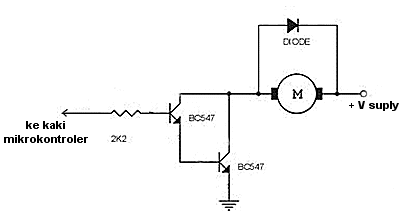 DIODE
M
+ V suply
BC547
ke kaki
mikrokontroler
2K2
BC547